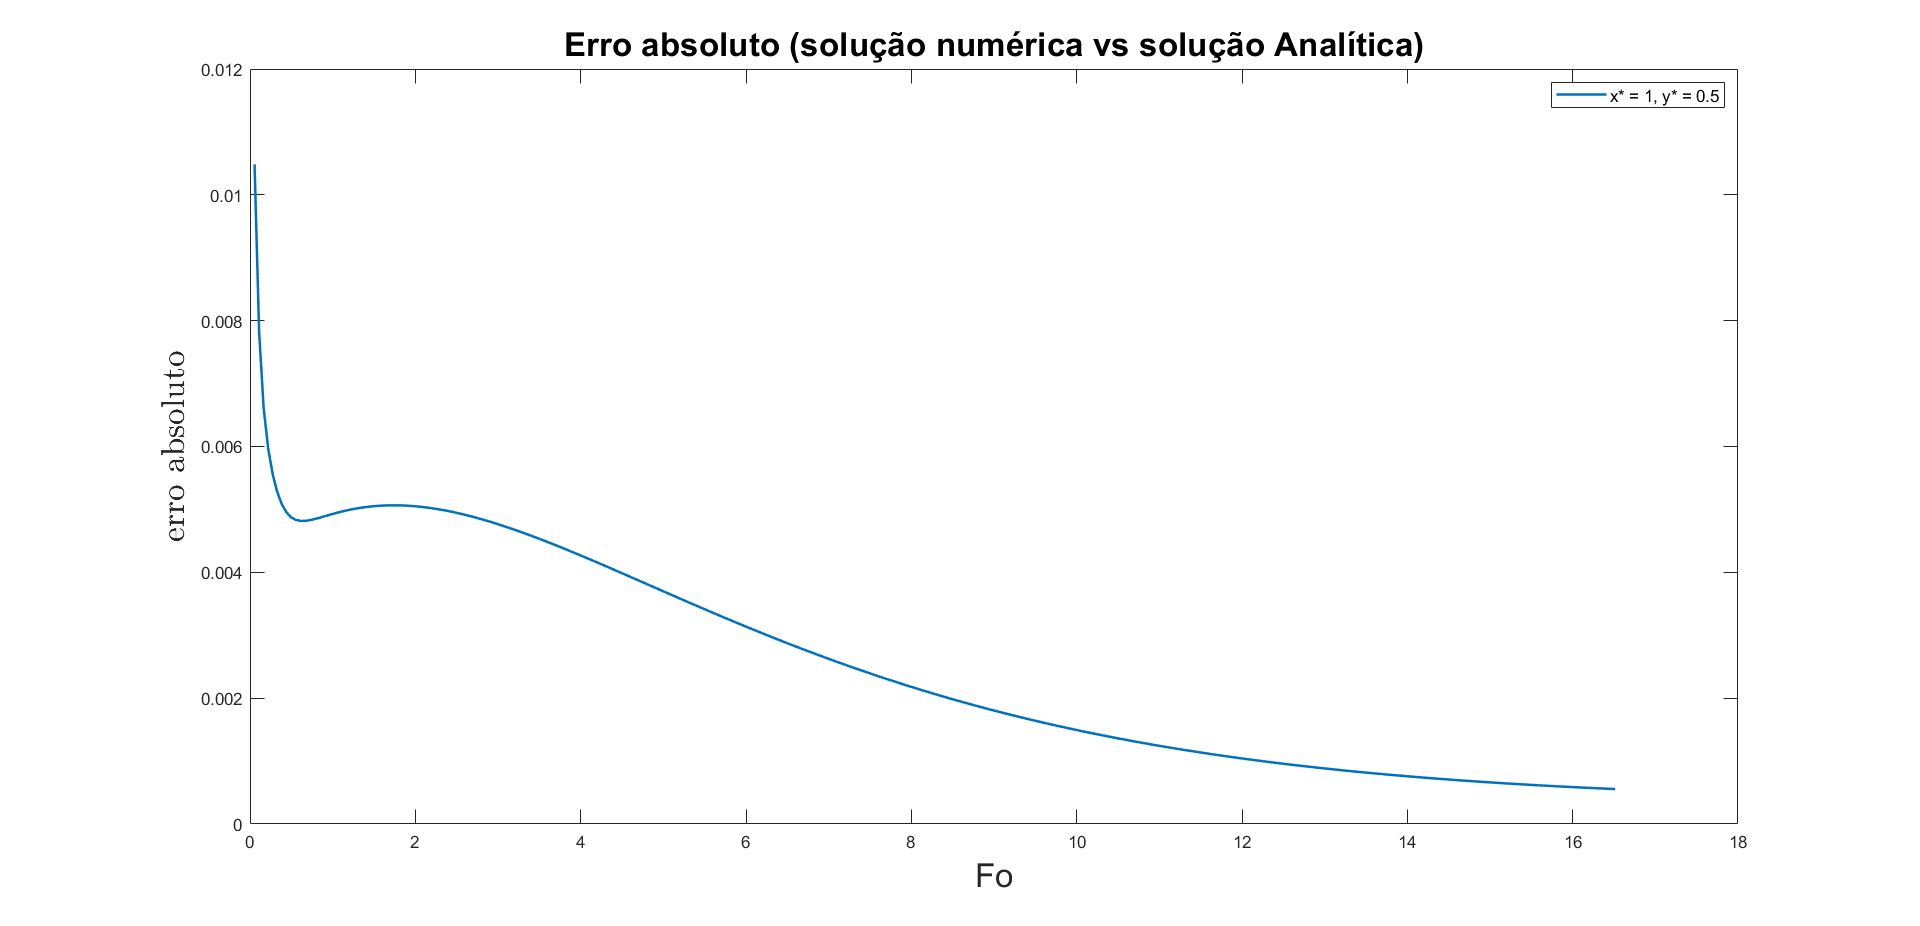 Erro absoluto (solução numérica vs solução Analítica)
x* = 1, y* = 0.5
0.012
0.01
0.008
0.006
0.004
0.002
0
erro absoluto
0 2 4 6 8 10 12 14 16 18
Fo